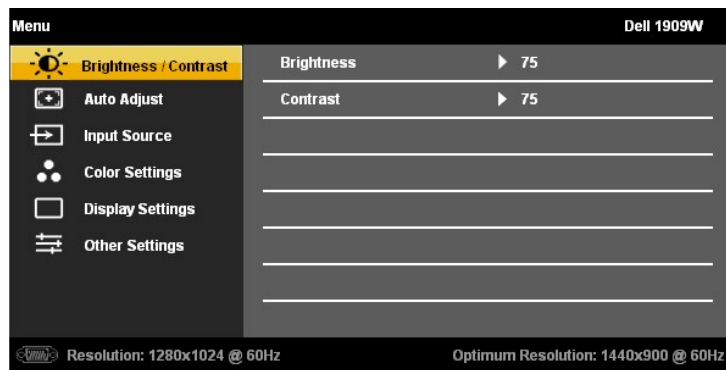 Menu Dell 1909W
Brightness / Contrast Brightness 75
Auto Adjust Contrast 75
Input Source
Color Settings
Display Settings
Other Settings
Resolution: 1280x1024 @ 60Hz Optimum Resolution: 1440x900 @ 60Hz